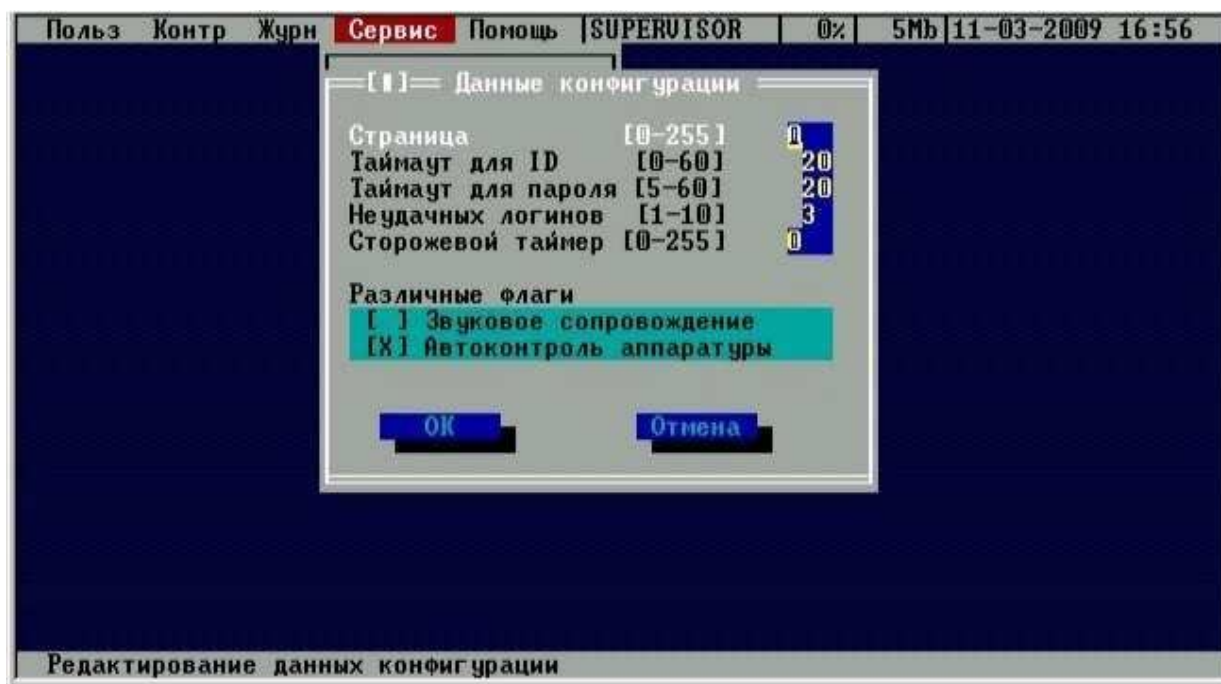 Польз Контр Журн Сервис Помощь |SUPERVISOR | 0%| 5Mb|11-03-2009 16:56
[▮] Данные конфигурации
Страница [0-255] 0
Таймаут для ID [0-60] 20
Таймаут для пароля [5-60] 20
Неудачных логинов [1-10] 3
Сторожевой таймер [0-255] 0
Различные флаги
[ ] Звуковое сопровождение
[X] Автоконтроль аппаратуры
OK Отмена
Редактирование данных конфигурации